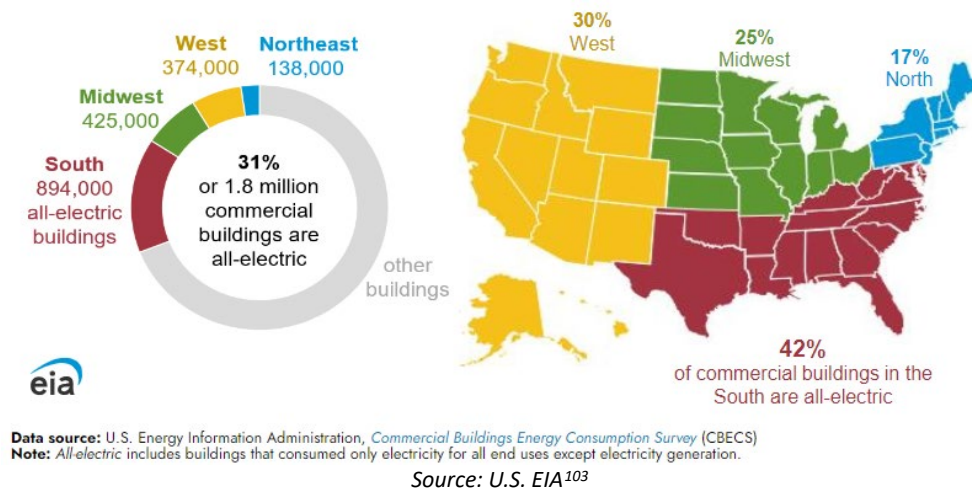 West
374,000
Northeast
138,000
Midwest
425,000
South
894,000
all-electric
buildings
31%
or 1.8 million
commercial
buildings are
all-electric
other
buildings
30%
West
25%
Midwest
17%
North
42%
of commercial buildings in the
South are all-electric
eia
Data source: U.S. Energy Information Administration, Commercial Buildings Energy Consumption Survey (CBECS)
Note: All-electric includes buildings that consumed only electricity for all end uses except electricity generation.
Source: U.S. EIA103